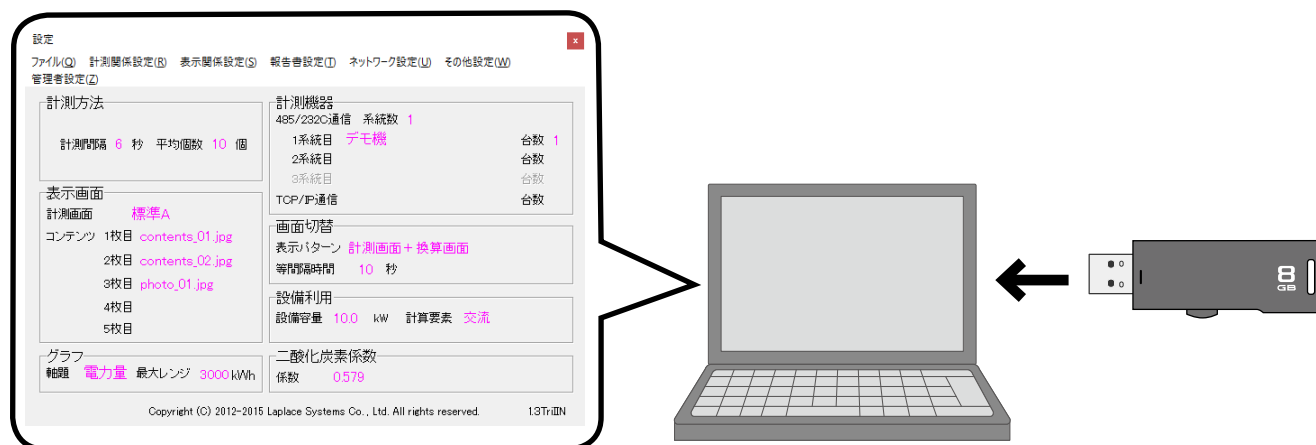 設定
ファイル(Q) 計測関係設定(R) 表示関係設定(S) 報告書設定(T) ネットワーク設定(U) その他設定(W)
管理者設定(Z)
計測方法
計測間隔 6 秒 平均個数 10 個
計測機器
485/232C通信 系統数 1
1系統目 デモ機 台数 1
2系統目 台数
3系統目 台数
TCP/IP通信 台数
表示画面
計測画面 標準A
コンテンツ 1枚目 contents_01.jpg
2枚目 contents_02.jpg
3枚目 photo_01.jpg
4枚目
5枚目
画面切替
表示パターン 計測画面+換算画面
等間隔時間 10 秒
設備利用
設備容量 10.0 kW 計算要素 交流
グラフ
軸題 電力量 最大レンジ 3000 kWh
二酸化炭素係数
係数 0.579
Copyright (C) 2012-2015 Laplace Systems Co., Ltd. All rights reserved. 1.3TriⅡN
8
GB